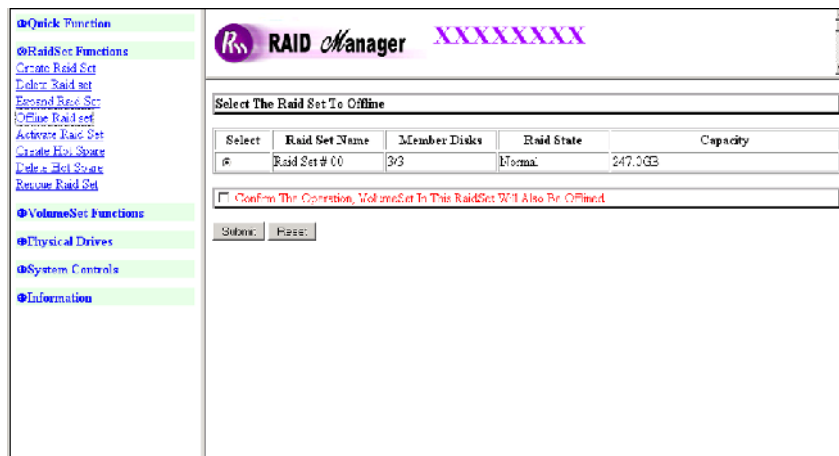 Quick Function
RaidSet Functions
Create Raid Set
Delete Raid set
Expand Raid Set
Offline Raid set
Activate Raid Set
Create Hot Spare
Delete Hot Spare
Rescue Raid Set
VolumeSet Functions
Physical Drives
System Controls
Information
Rm RAID Manager XXXXXXXX
Select The Raid Set To Offline
Select Raid Set Name Member Disks Raid State Capacity
Raid Set # 00 3/3 Normal 247.0GB
Confirm The Operation, VolumeSet In This RaidSet Will Also Be Offlined.
Submit Reset